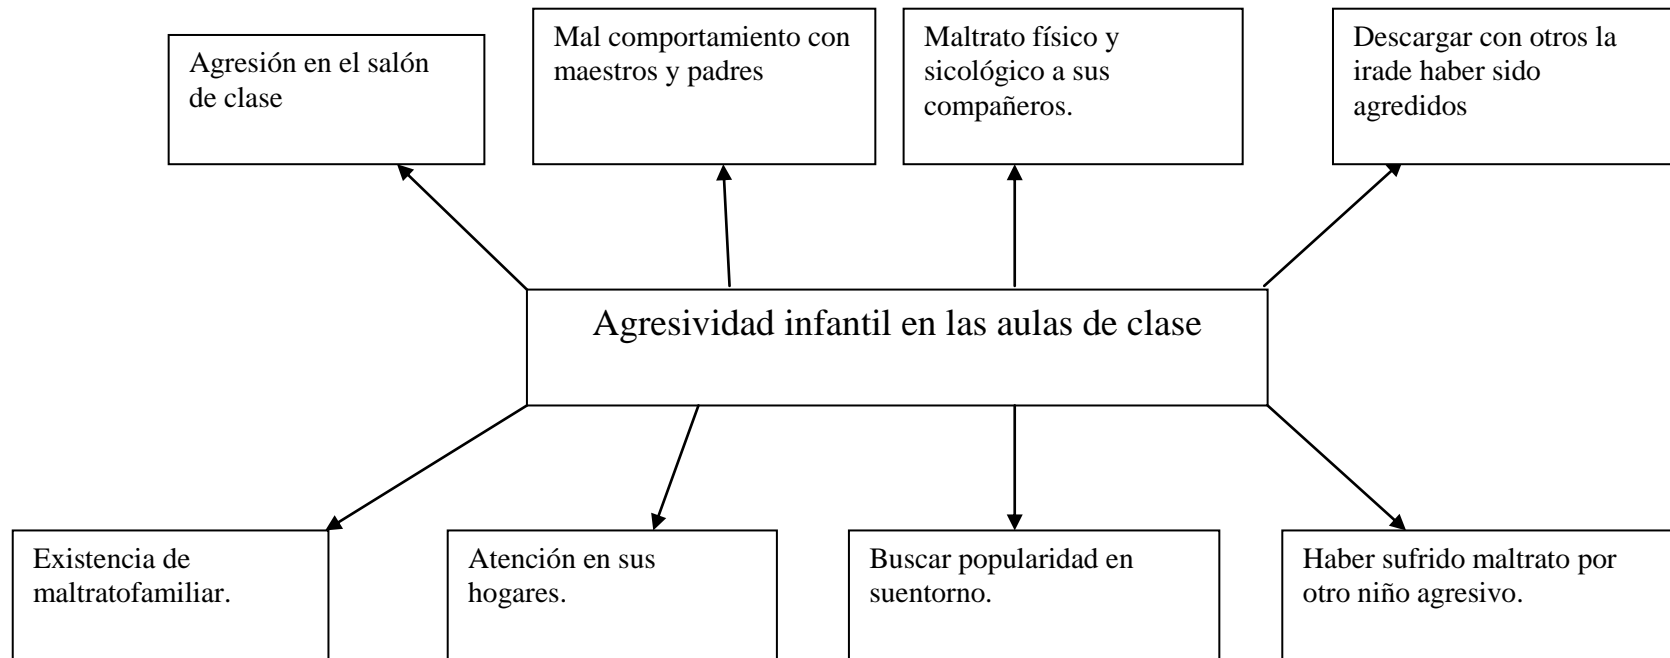 Agresión en el salón
de clase
Mal comportamiento con
maestros y padres
Maltrato físico y
sicológico a sus
compañeros.
Descargar con otros la
irade haber sido
agredidos
Agresividad infantil en las aulas de clase
Existencia de
maltratofamiliar.
Atención en sus
hogares.
Buscar popularidad en
suentorno.
Haber sufrido maltrato por
otro niño agresivo.